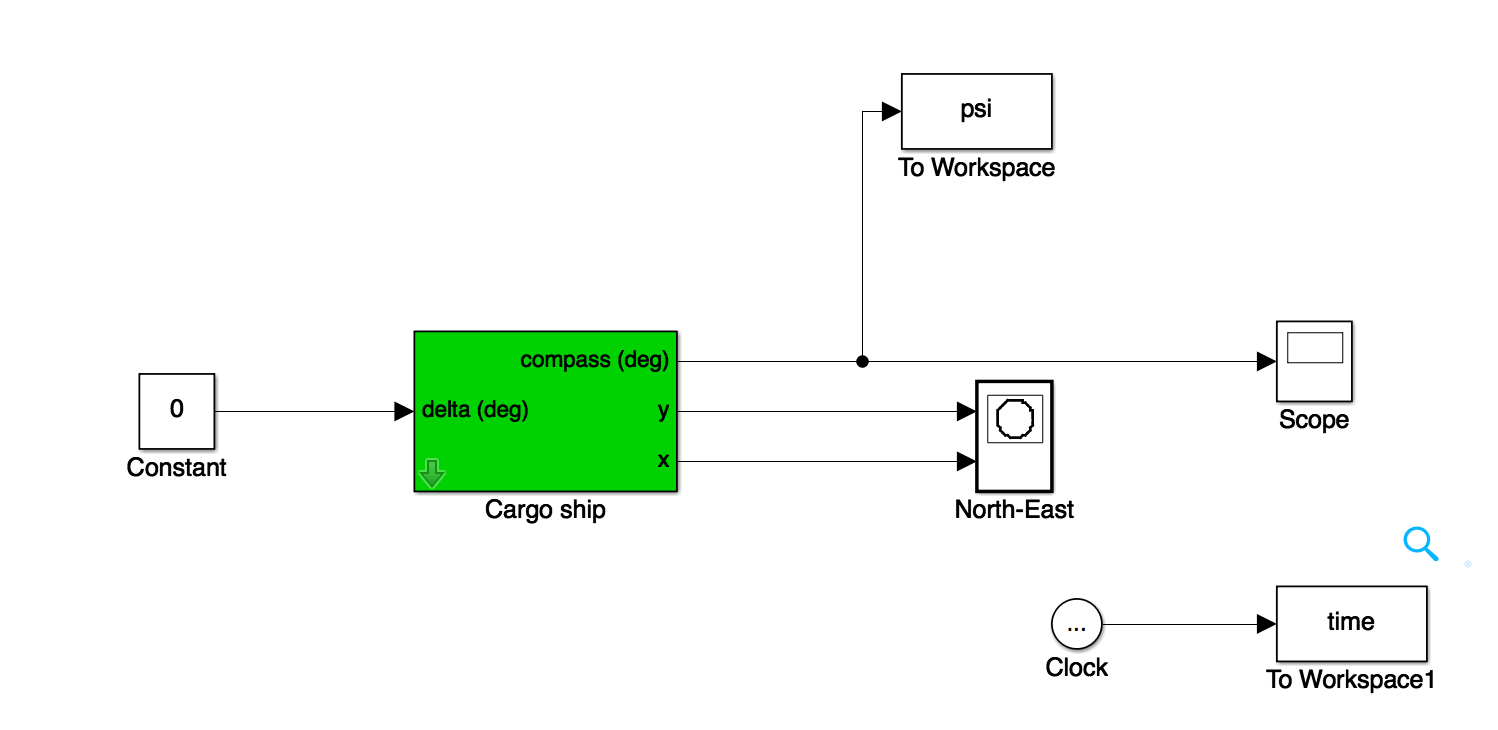 psi
To Workspace
compass (deg)
0
delta (deg)
y
x
Constant
Cargo ship
North-East
Scope
...
Clock
time
To Workspace1